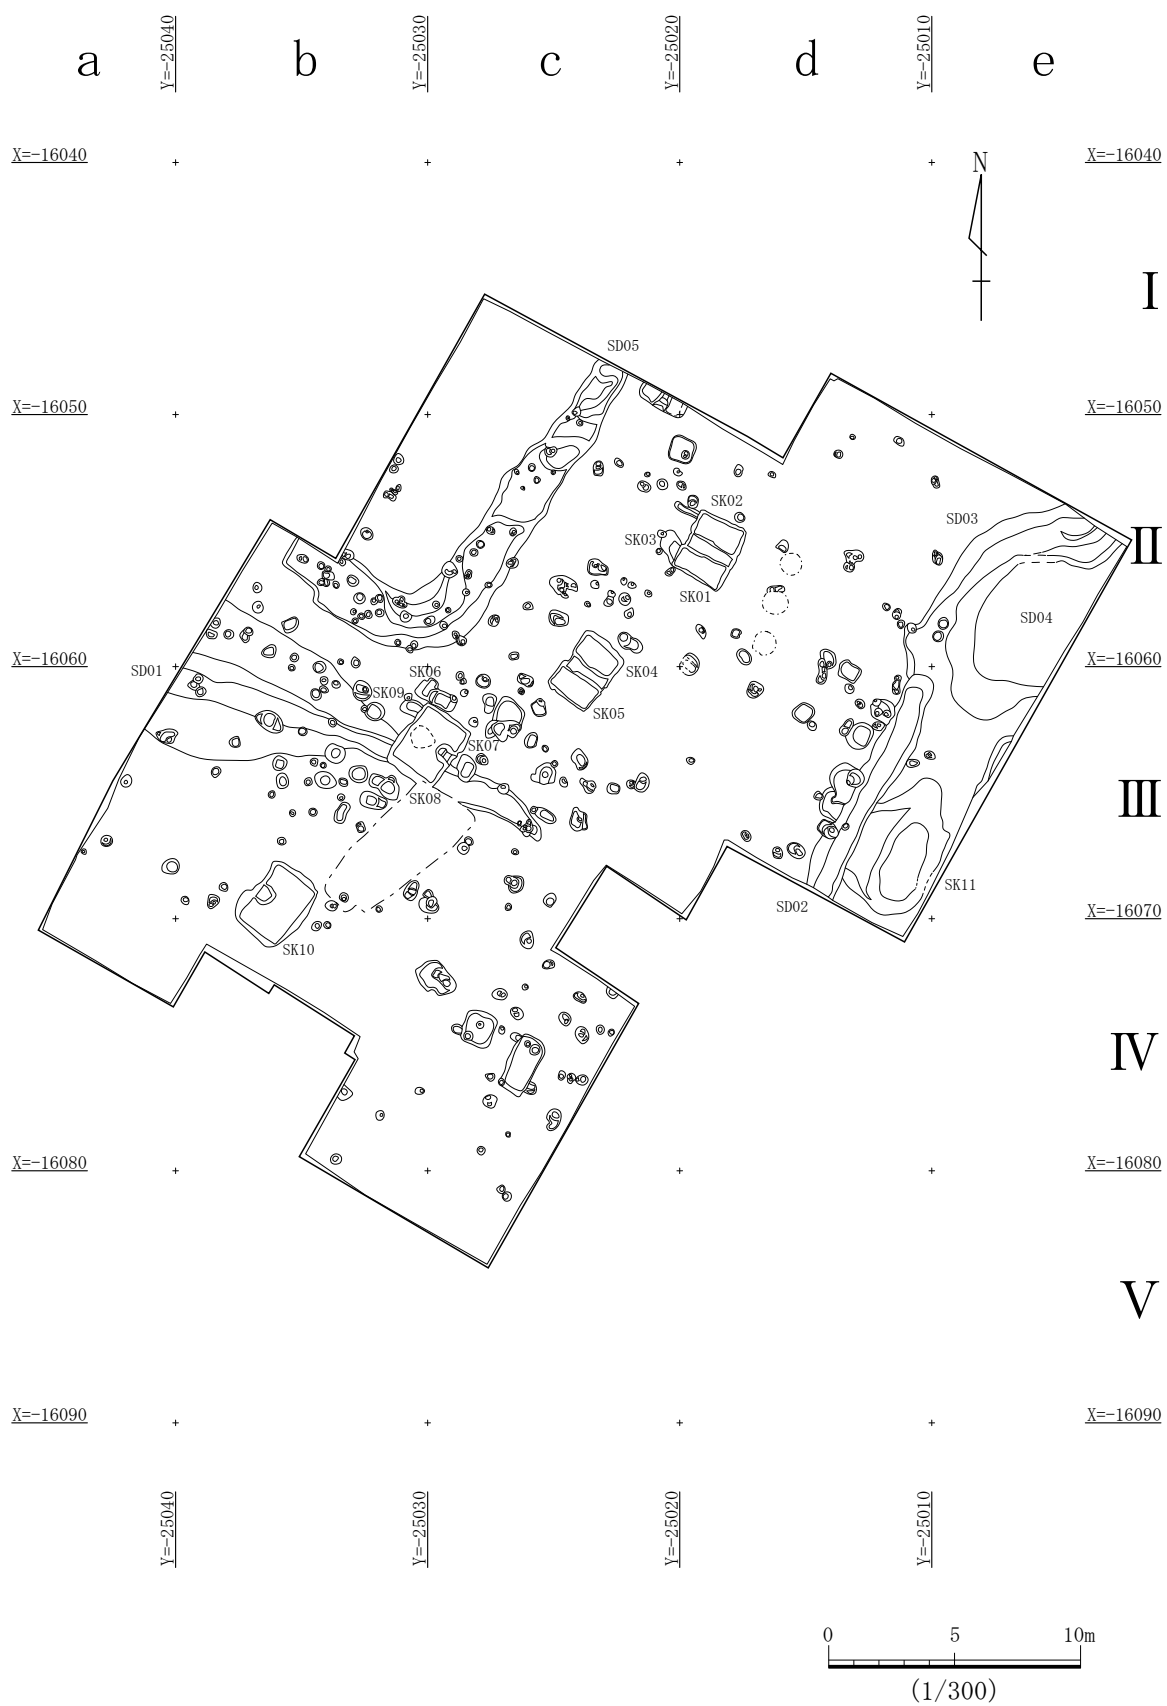 a b c d e
Y=-25040 Y=-25030 Y=-25020 Y=-25010
X=-16040 X=-16040
N
I
SD05
X=-16050 X=-16050
SK02
SD03
SK03
II
SK01
SD04
X=-16060 X=-16060
SD01
SK06
SK04
SK09
SK05
SK07
SK08
III
SK11
SD02
X=-16070 X=-16070
SK10
IV
X=-16080 X=-16080
V
X=-16090 X=-16090
Y=-25040 Y=-25030 Y=-25020 Y=-25010
0 5 10m
(1/300)